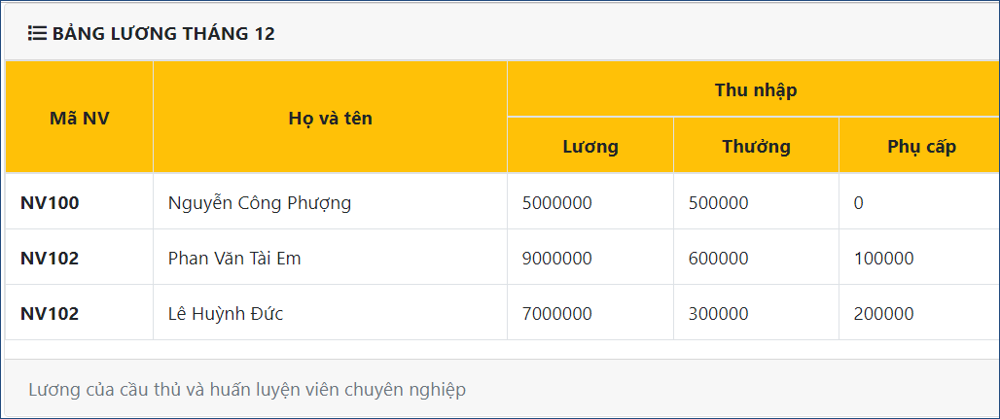 BẢNG LƯƠNG THÁNG 12
Mã NV Họ và tên Thu nhập
Lương Thưởng Phụ cấp
NV100 Nguyễn Công Phượng 5000000 500000 0
NV102 Phan Văn Tài Em 9000000 600000 100000
NV102 Lê Huỳnh Đức 7000000 300000 200000
Lương của cầu thủ và huấn luyện viên chuyên nghiệp